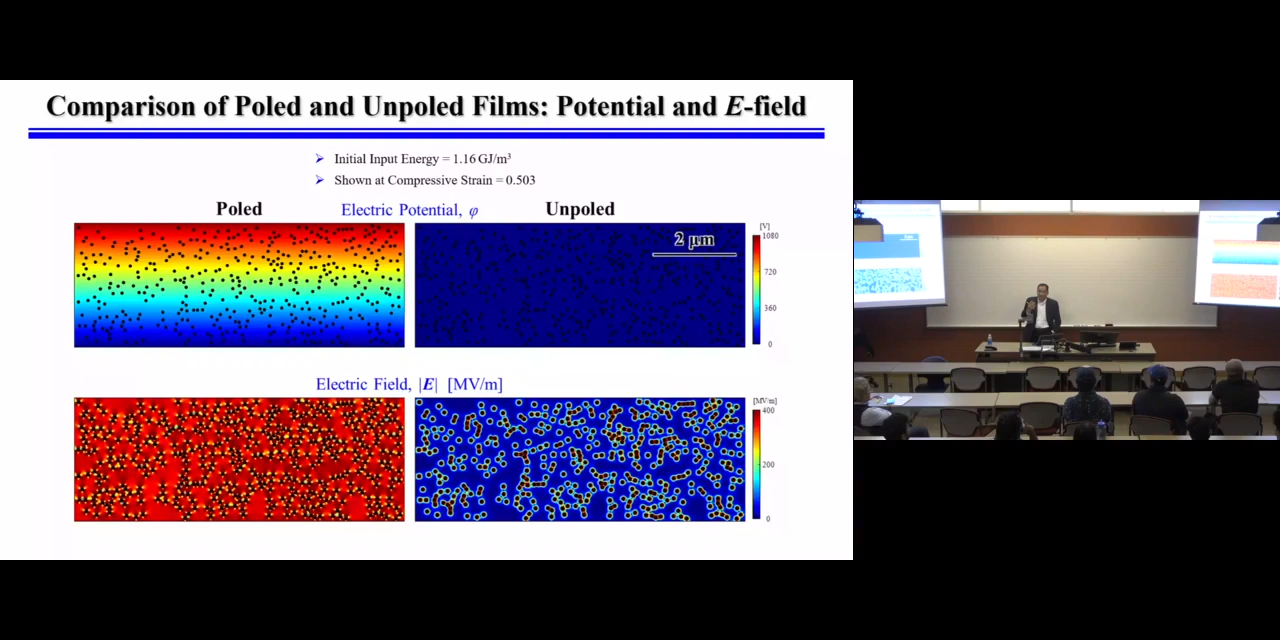 Comparison of Poled and Unpoled Films: Potential and E-field
➢ Initial Input Energy = 1.16 GJ/m³
➢ Shown at Compressive Strain = 0.503
Poled
Electric Potential, φ
Unpoled
2 μm
[V]
1080
720
360
0
Electric Field, |E| [MV/m]
[MV/m]
400
200
0